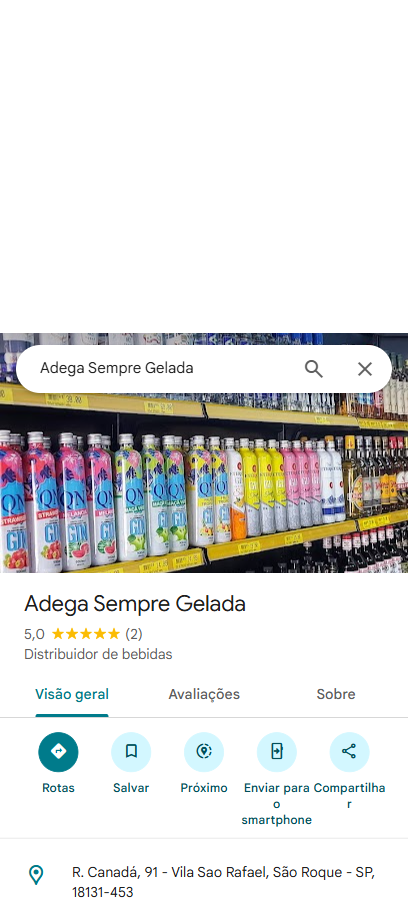 Adega Sempre Gelada
Adega Sempre Gelada
5,0 (2)
Distribuidor de bebidas
Visão geral Avaliações Sobre
Rotas Salvar Próximo Enviar para o smartphone Compartilhar
R. Canadá, 91 - Vila Sao Rafael, São Roque - SP,
18131-453